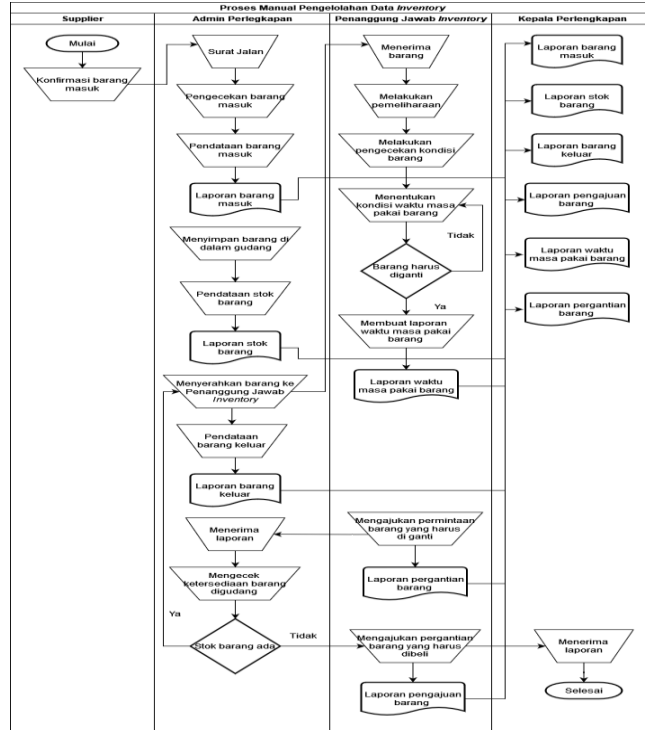 Proses Manual Pengelolahan Data Inventory
Supplier
Admin Perlegkapan
Penanggung Jawab Inventory
Kepala Perlengkapan
Mulai
Konfirmasi barang
masuk
Surat Jalan
Pengecekan barang
masuk
Pendataan barang
masuk
Laporan barang
masuk
Menyimpan barang di
dalam gudang
Pendataan stok
barang
Laporan stok
barang
Menyerahkan barang ke
Penanggung Jawab
Inventory
Pendataan
barang keluar
Laporan barang
keluar
Menerima
laporan
Mengecek
ketersediaan barang
digudang
Ya
Stok barang ada
Tidak
Menerima
barang
Melakukan
pemeliharaan
Melakukan
pengecekan kondisi
barang
Menentukan
kondisi waktu masa
pakai barang
Tidak
Barang harus
diganti
Ya
Membuat laporan
waktu masa pakai
barang
Laporan waktu
masa pakai barang
Mengajukan permintaan
barang yang harus
di ganti
Laporan pergantian
barang
Mengajukan pergantian
barang yang harus
dibeli
Laporan pengajuan
barang
Laporan barang
masuk
Laporan stok
barang
Laporan barang
keluar
Laporan pengajuan
barang
Laporan waktu
masa pakai barang
Laporan pergantian
barang
Menerima
laporan
Selesai